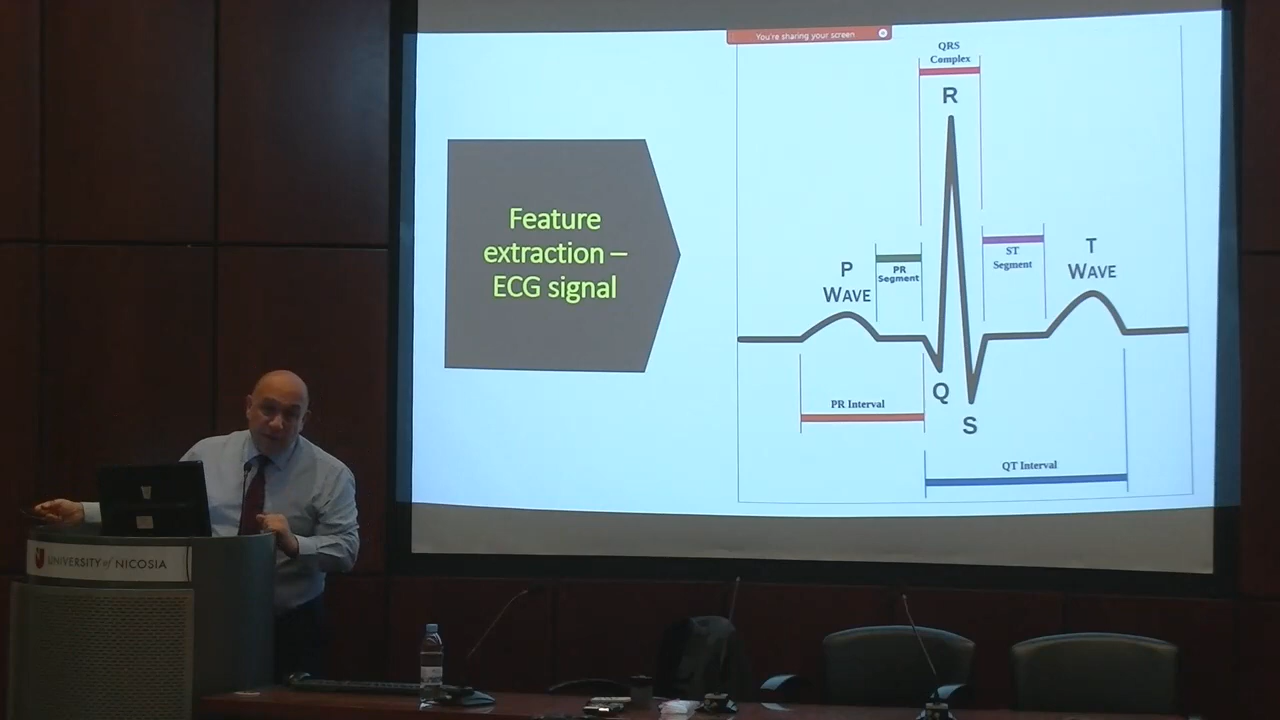 You're sharing your screen
Feature
extraction –
ECG signal
QRS
Complex
R
P
WAVE
PR
Segment
ST
Segment
T
WAVE
Q
S
PR Interval
QT Interval
UNIVERSITY of NICOSIA